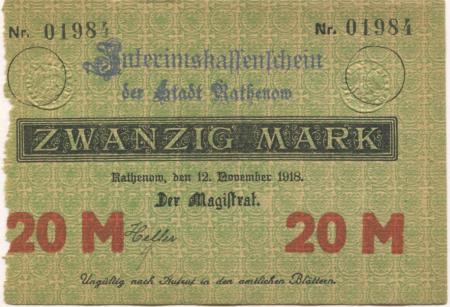 Nr. 01984 Nr. 01984
Interimskassenschein
der Stadt Rathenow
ZWANZIG MARK
Rathenow, den 12. November 1918.
Der Magistrat.
20 M Heller 20 M
Ungültig nach Aufruf in den amtlichen Blättern.